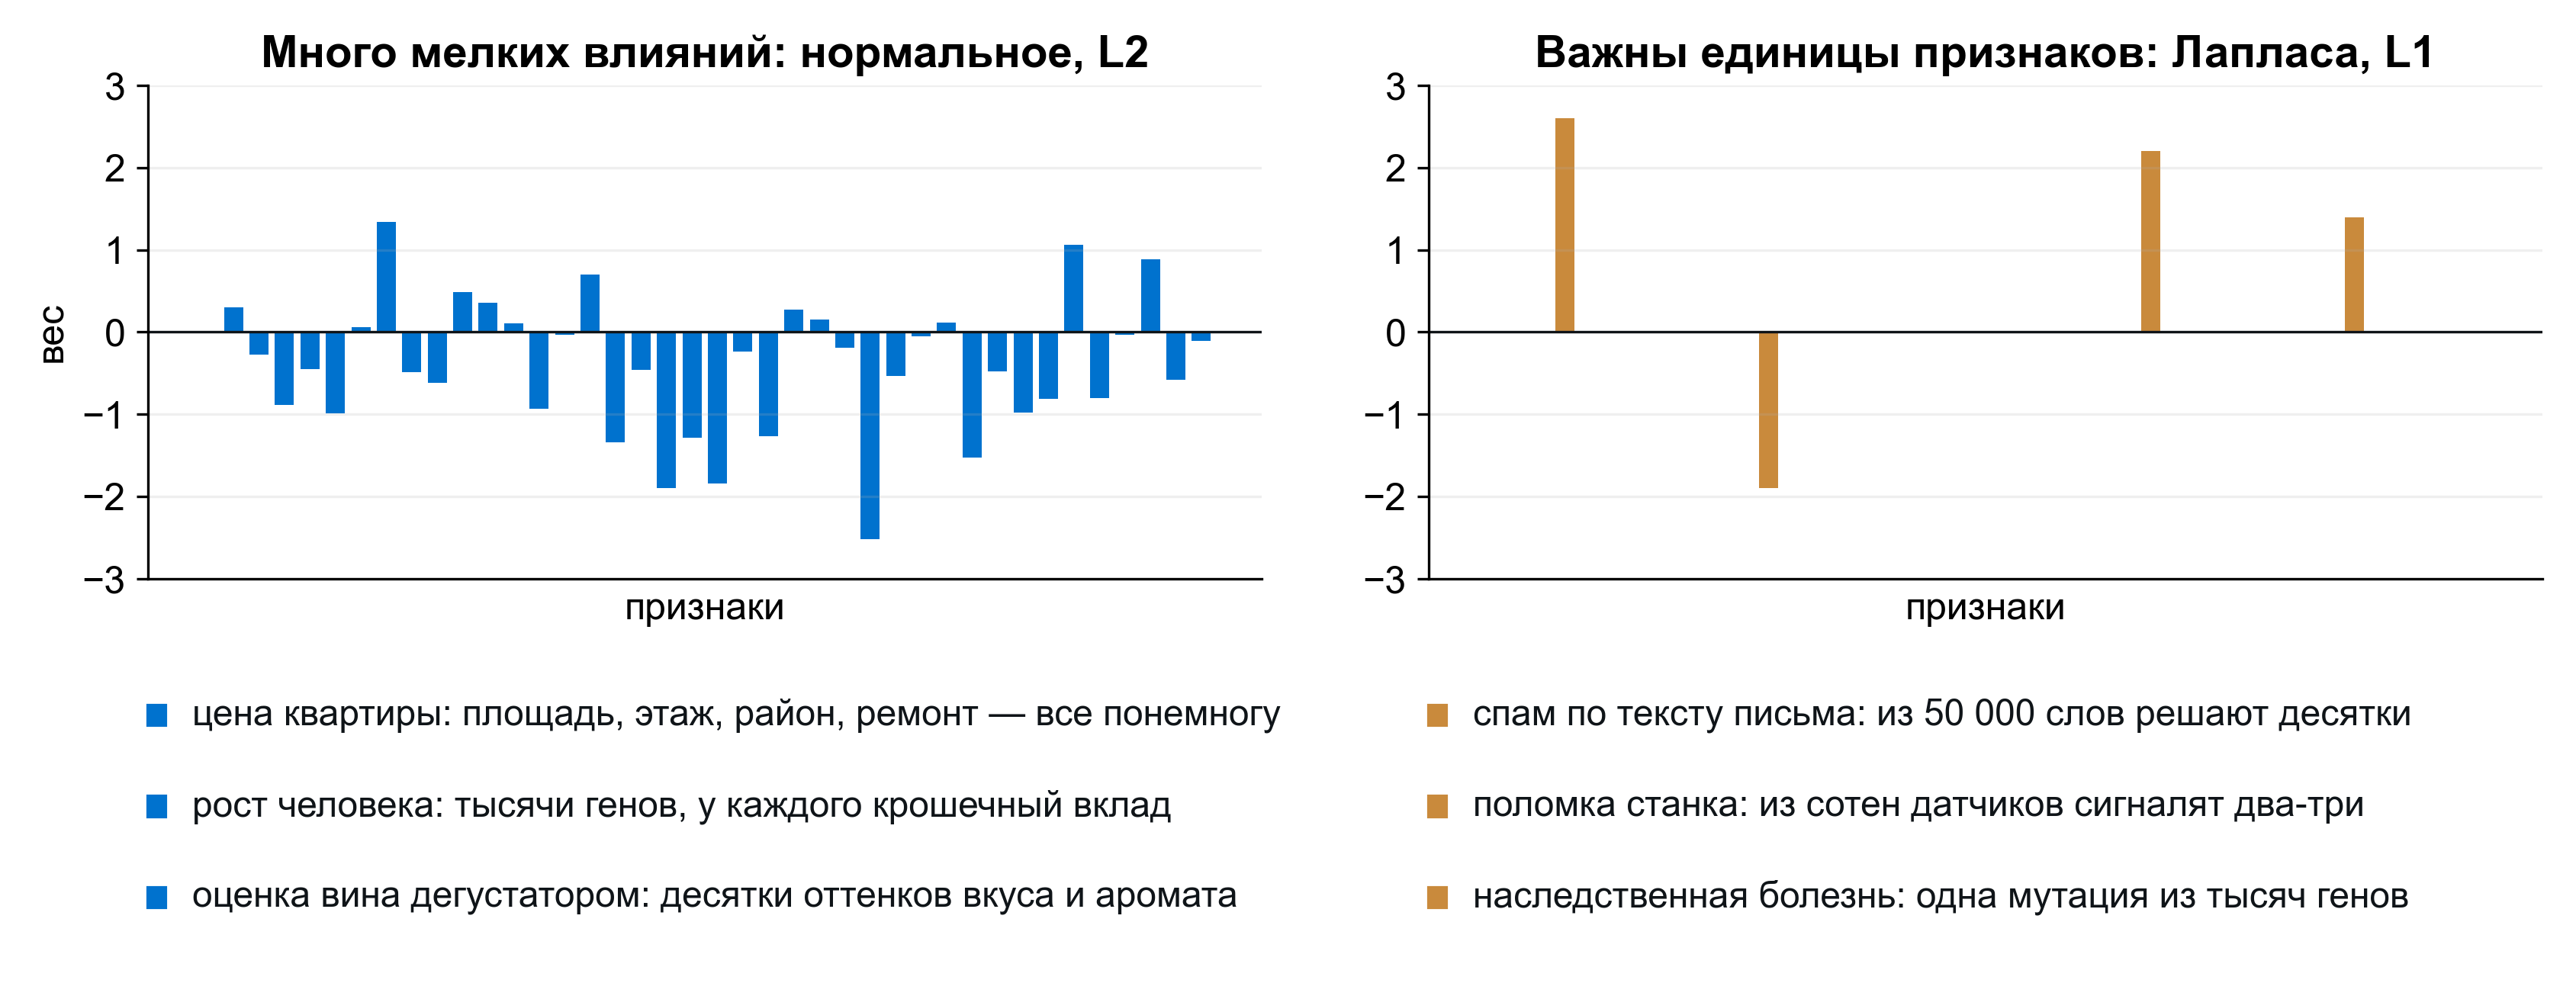 Много мелких влияний: нормальное, L2
3
2
1
0
−1
−2
−3
вес
признаки
цена квартиры: площадь, этаж, район, ремонт — все понемногу
рост человека: тысячи генов, у каждого крошечный вклад
оценка вина дегустатором: десятки оттенков вкуса и аромата
Важны единицы признаков: Лапласа, L1
3
2
1
0
−1
−2
−3
признаки
спам по тексту письма: из 50 000 слов решают десятки
поломка станка: из сотен датчиков сигналят два-три
наследственная болезнь: одна мутация из тысяч генов